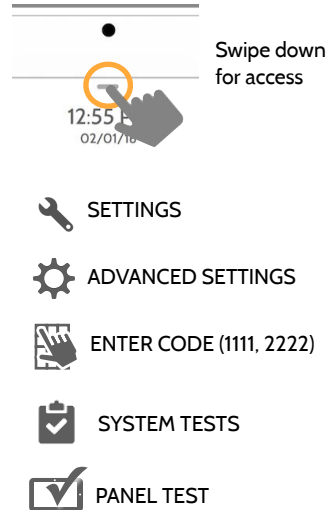 Swipe down
for access
12:55 P
02/01/18
SETTINGS
ADVANCED SETTINGS
ENTER CODE (1111, 2222)
SYSTEM TESTS
PANEL TEST